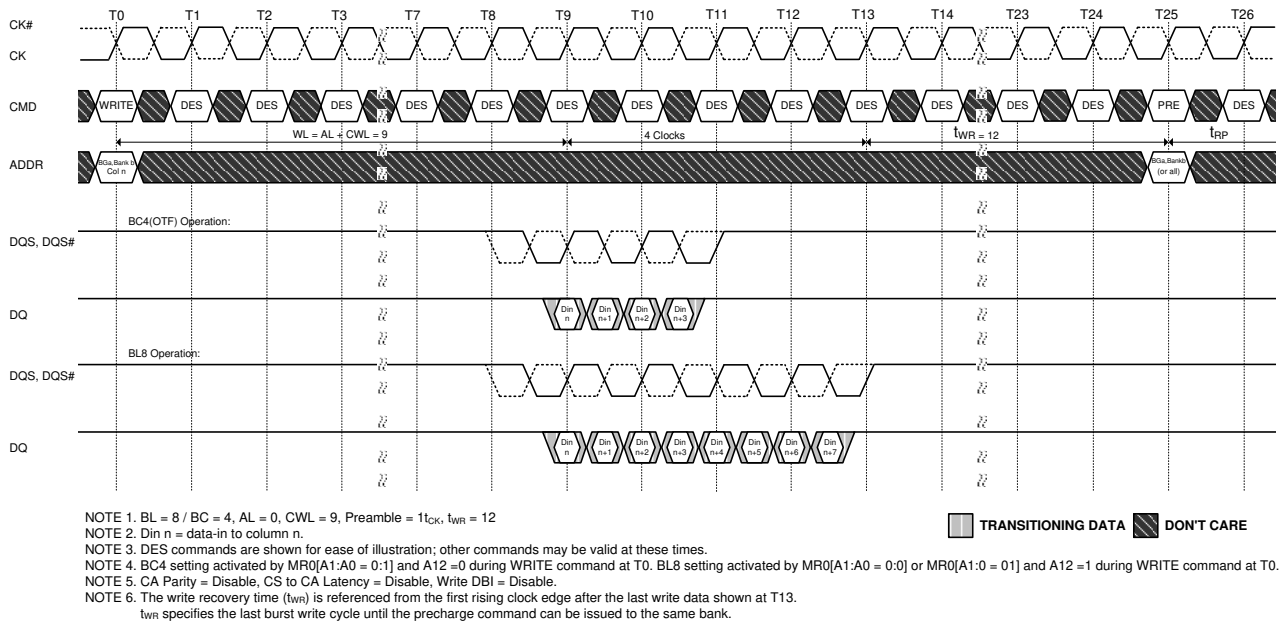 T0 T1 T2 T3 T7 T8 T9 T10 T11 T12 T13 T14 T23 T24 T25 T26
CK#
CK
CMD WRITE DES DES DES DES DES DES DES DES DES DES DES DES DES PRE DES
WL = AL + CWL = 9 4 Clocks tWR = 12 tRP
ADDR
BGa,Bank b
Col n
BGa,Bankb
(or all)
BC4(OTF) Operation:
DQS, DQS#
DQ
Din n Din n+1 Din n+2 Din n+3
BL8 Operation:
DQS, DQS#
DQ
Din n Din n+1 Din n+2 Din n+3 Din n+4 Din n+5 Din n+6 Din n+7
NOTE 1. BL = 8 / BC = 4, AL = 0, CWL = 9, Preamble = 1tCK, tWR = 12
TRANSITIONING DATA DON'T CARE
NOTE 2. Din n = data-in to column n.
NOTE 3. DES commands are shown for ease of illustration; other commands may be valid at these times.
NOTE 4. BC4 setting activated by MR0[A1:A0 = 0:1] and A12 =0 during WRITE command at T0. BL8 setting activated by MR0[A1:A0 = 0:0] or MR0[A1:0 = 01] and A12 =1 during WRITE command at T0.
NOTE 5. CA Parity = Disable, CS to CA Latency = Disable, Write DBI = Disable.
NOTE 6. The write recovery time (tWR) is referenced from the first rising clock edge after the last write data shown at T13.
tWR specifies the last burst write cycle until the precharge command can be issued to the same bank.